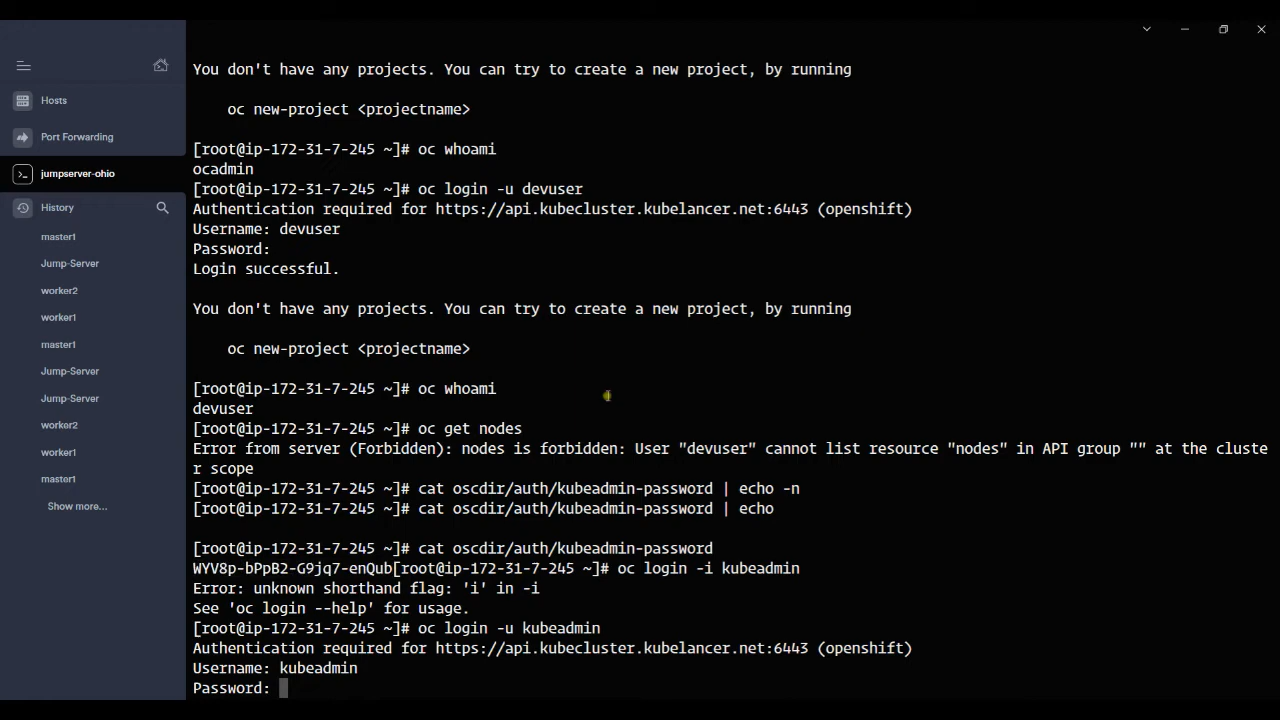 Hosts
Port Forwarding
jumpserver-ohio
History
master1
Jump-Server
worker2
worker1
master1
Jump-Server
Jump-Server
worker2
worker1
master1
Show more...
You don't have any projects. You can try to create a new project, by running
oc new-project <projectname>
[root@ip-172-31-7-245 ~]# oc whoami
ocadmin
[root@ip-172-31-7-245 ~]# oc login -u devuser
Authentication required for https://api.kubecluster.kubelancer.net:6443 (openshift)
Username: devuser
Password:
Login successful.
You don't have any projects. You can try to create a new project, by running
oc new-project <projectname>
[root@ip-172-31-7-245 ~]# oc whoami
devuser
[root@ip-172-31-7-245 ~]# oc get nodes
Error from server (Forbidden): nodes is forbidden: User "devuser" cannot list resource "nodes" in API group "" at the cluste
r scope
[root@ip-172-31-7-245 ~]# cat oscdir/auth/kubeadmin-password | echo -n
[root@ip-172-31-7-245 ~]# cat oscdir/auth/kubeadmin-password | echo
[root@ip-172-31-7-245 ~]# cat oscdir/auth/kubeadmin-password
WYV8p-bPpB2-G9jq7-enQub[root@ip-172-31-7-245 ~]# oc login -i kubeadmin
Error: unknown shorthand flag: 'i' in -i
See 'oc login --help' for usage.
[root@ip-172-31-7-245 ~]# oc login -u kubeadmin
Authentication required for https://api.kubecluster.kubelancer.net:6443 (openshift)
Username: kubeadmin
Password: